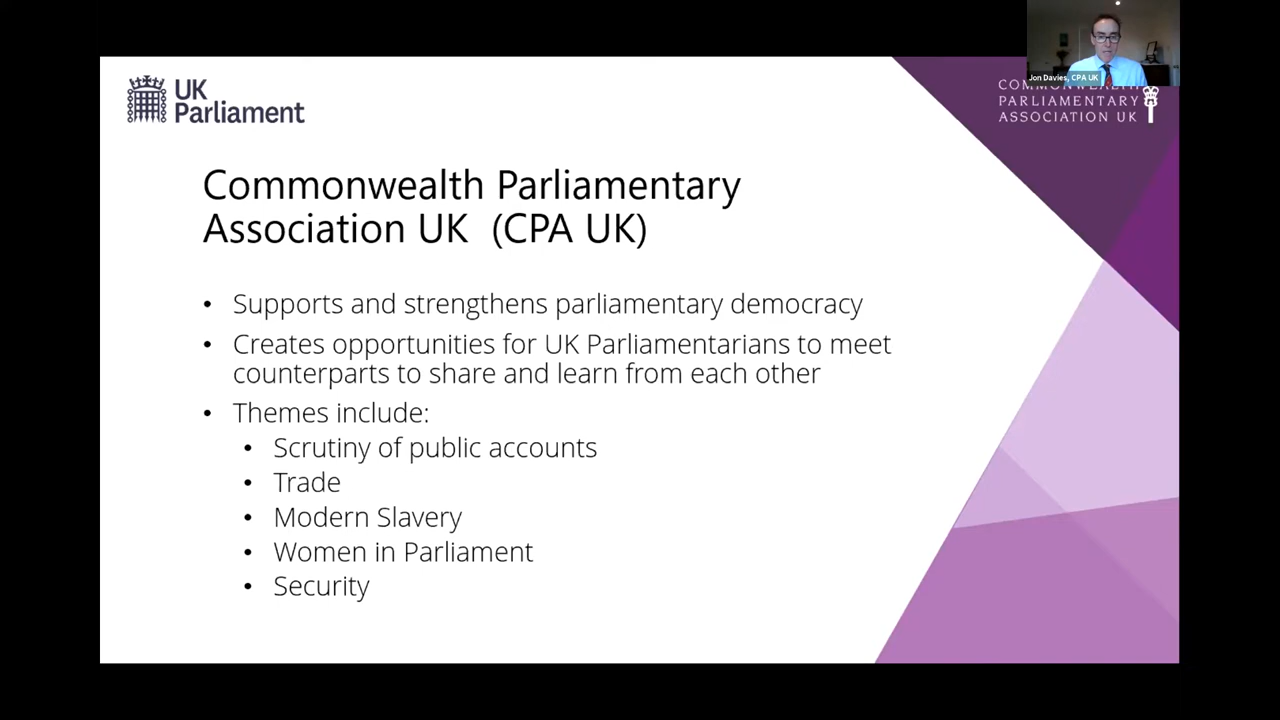 UK
Parliament
Jon Davies, CPA UK
COMMONWEALTH
PARLIAMENTARY
ASSOCIATION UK
Commonwealth Parliamentary
Association UK (CPA UK)
• Supports and strengthens parliamentary democracy
• Creates opportunities for UK Parliamentarians to meet
counterparts to share and learn from each other
• Themes include:
• Scrutiny of public accounts
• Trade
• Modern Slavery
• Women in Parliament
• Security